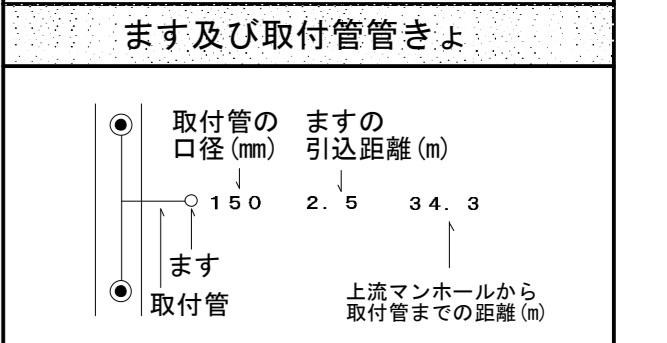 ます及び取付管管きょ
取付管の
口径(mm)
ますの
引込距離(m)
150 2.5 34.3
ます
取付管
上流マンホールから
取付管までの距離(m)